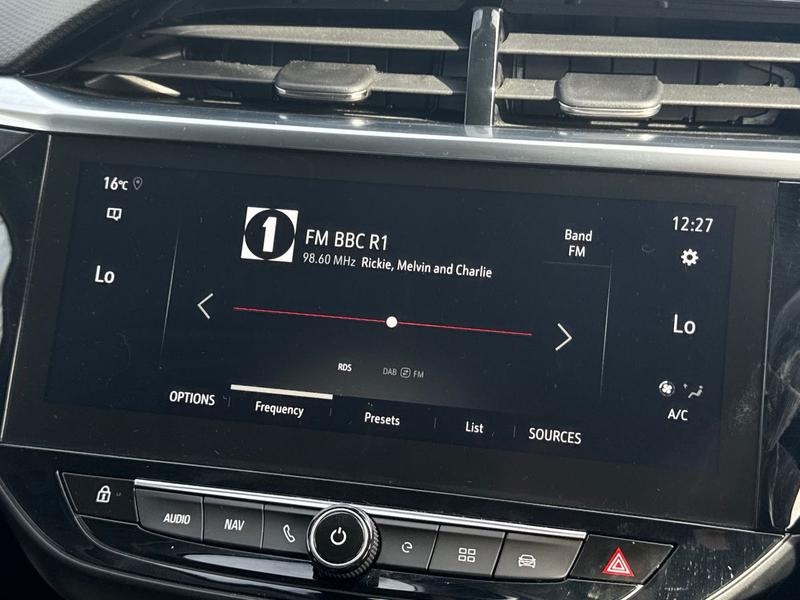 16°C
12:27
1
FM BBC R1
Band
FM
98.60 MHz Rickie, Melvin and Charlie
Lo
Lo
RDS
DAB FM
A/C
OPTIONS
Frequency
Presets
List
SOURCES
AUDIO
NAV